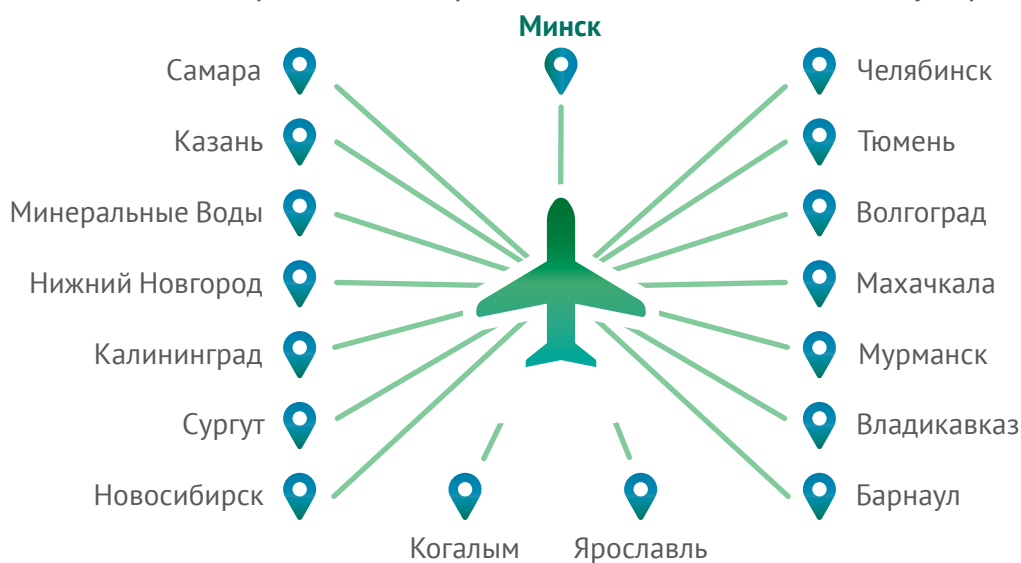 Минск
Самара
Казань
Минеральные Воды
Нижний Новгород
Калининград
Сургут
Новосибирск
Челябинск
Тюмень
Волгоград
Махачкала
Мурманск
Владикавказ
Барнаул
Когалым
Ярославль